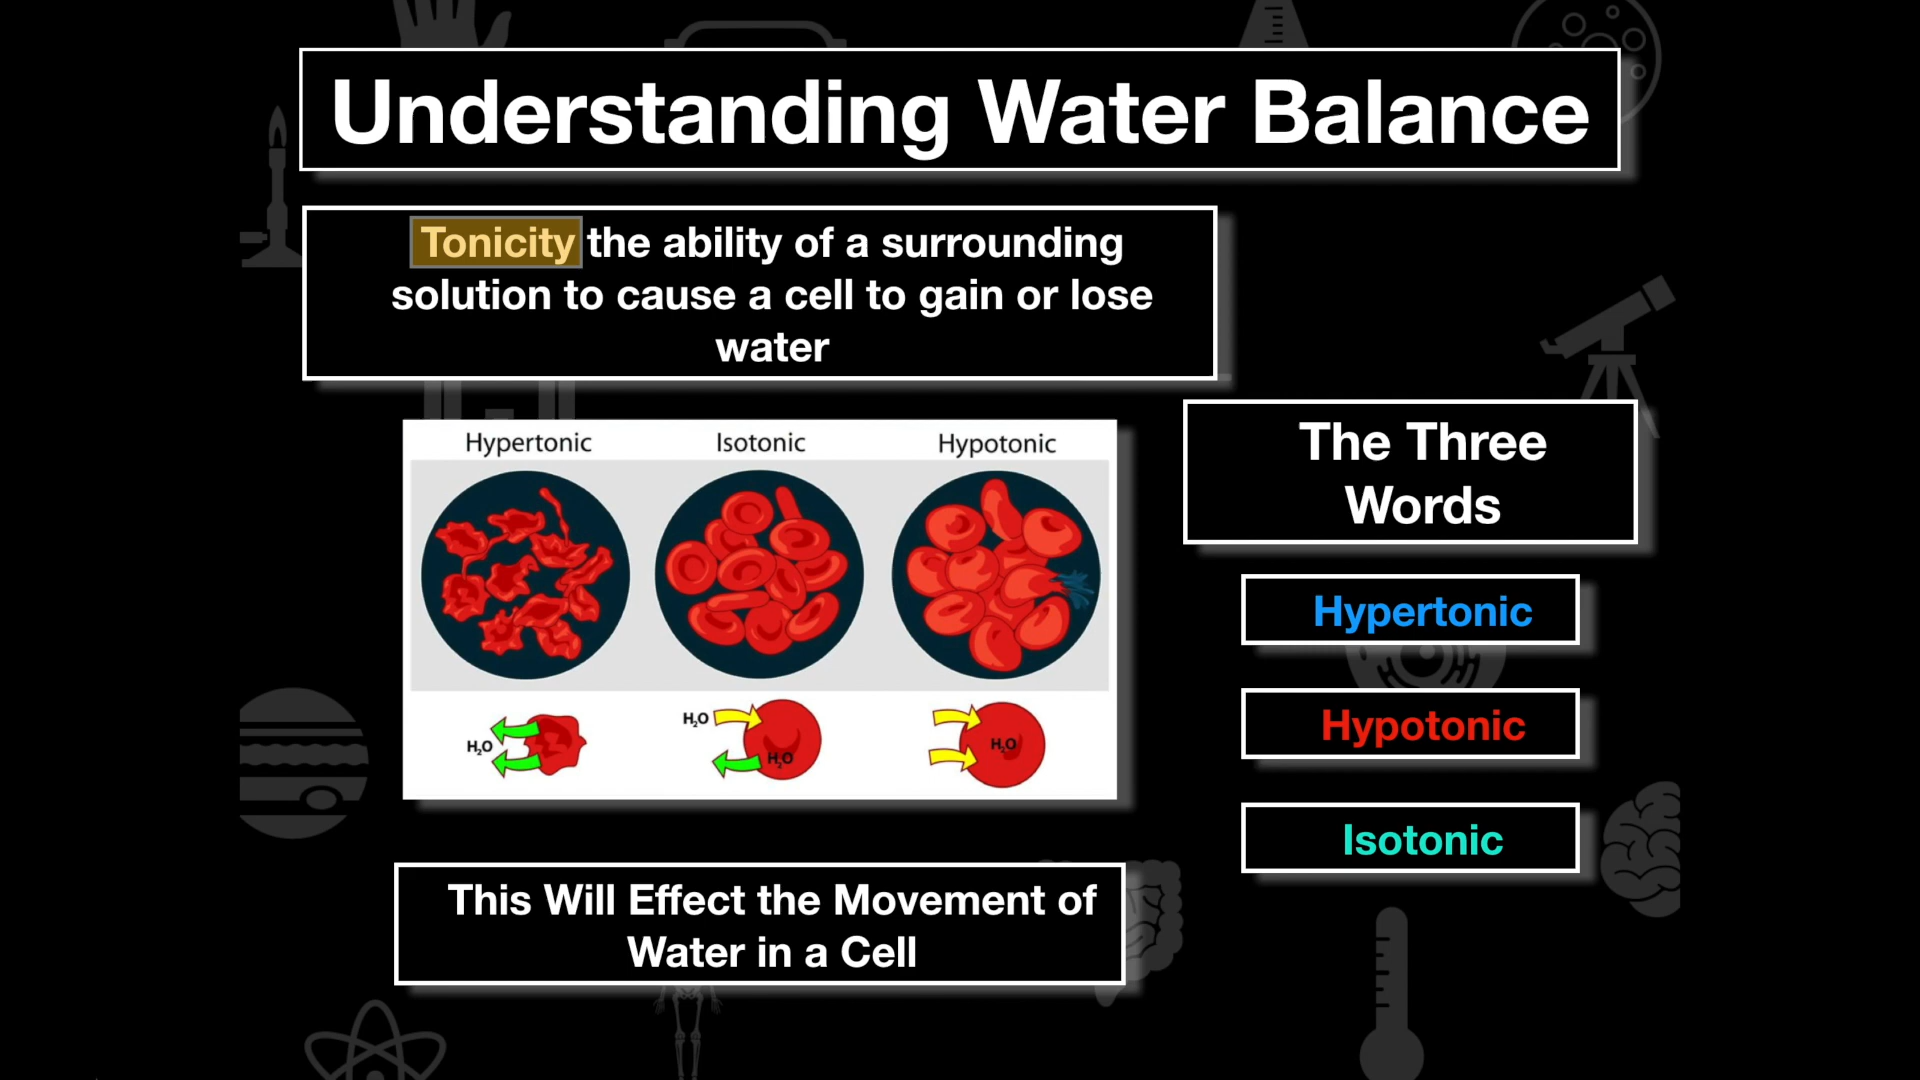 Understanding Water Balance
Tonicity the ability of a surrounding
solution to cause a cell to gain or lose
water
Hypertonic
Isotonic
Hypotonic
H₂O
H₂O
H₂O
H₂O
The Three
Words
Hypertonic
Hypotonic
Isotonic
This Will Effect the Movement of
Water in a Cell